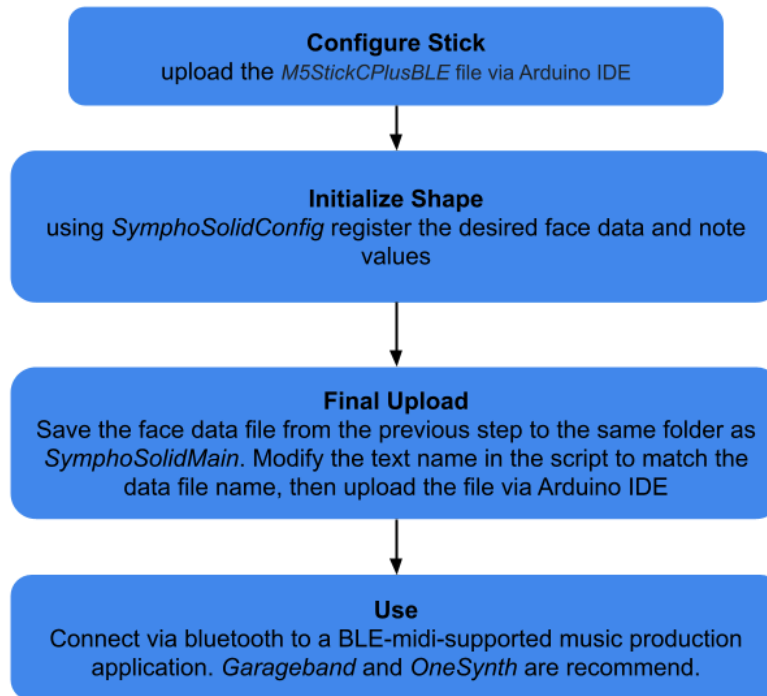 Configure Stick
upload the M5StickCPlusBLE file via Arduino IDE
Initialize Shape
using SymphoSolidConfig register the desired face data and note
values
Final Upload
Save the face data file from the previous step to the same folder as
SymphoSolidMain. Modify the text name in the script to match the
data file name, then upload the file via Arduino IDE
Use
Connect via bluetooth to a BLE-midi-supported music production
application. Garageband and OneSynth are recommend.